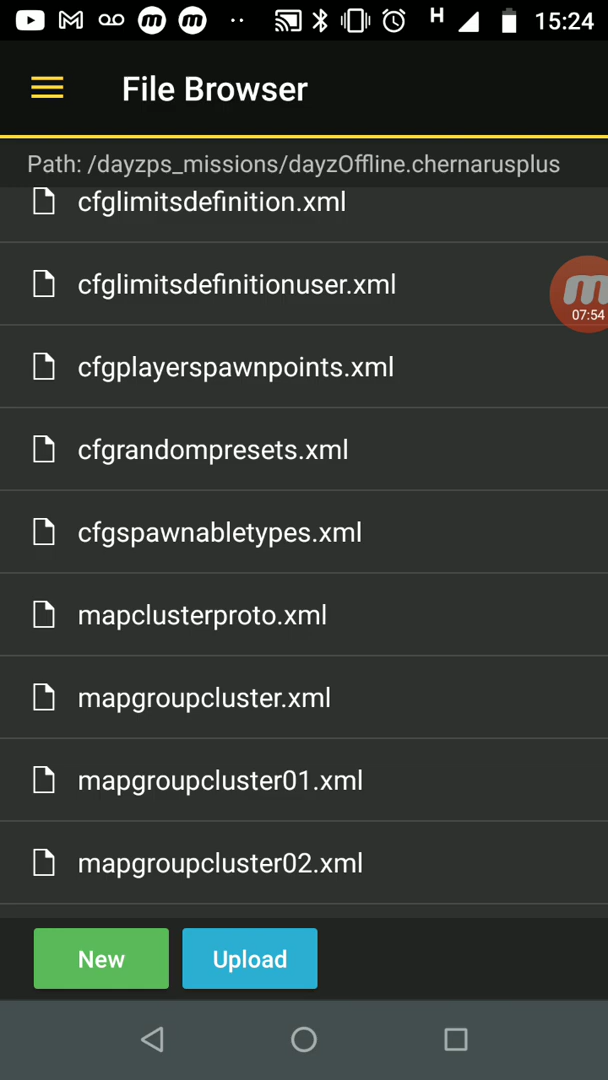 H 15:24
File Browser
Path: /dayzps_missions/dayzOffline.chernarusplus
cfglimitsdefinition.xml
cfglimitsdefinitionuser.xml
m
07:54
cfgplayerspawnpoints.xml
cfgrandompresets.xml
cfgspawnabletypes.xml
mapclusterproto.xml
mapgroupcluster.xml
mapgroupcluster01.xml
mapgroupcluster02.xml
New Upload